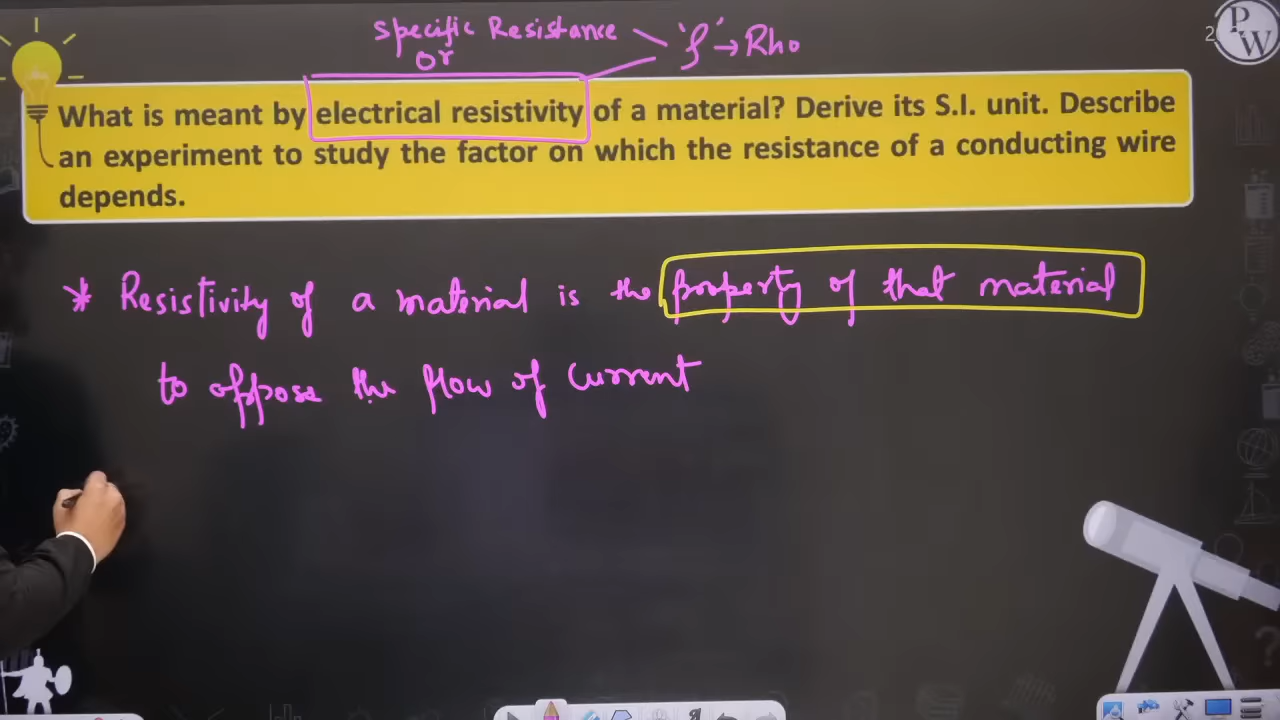 Specific Resistance
or
'ρ' → Rho
P
W
2
What is meant by electrical resistivity of a material? Derive its S.I. unit. Describe
an experiment to study the factor on which the resistance of a conducting wire
depends.
* Resistivity of a material is the property of that material
to oppose the flow of current